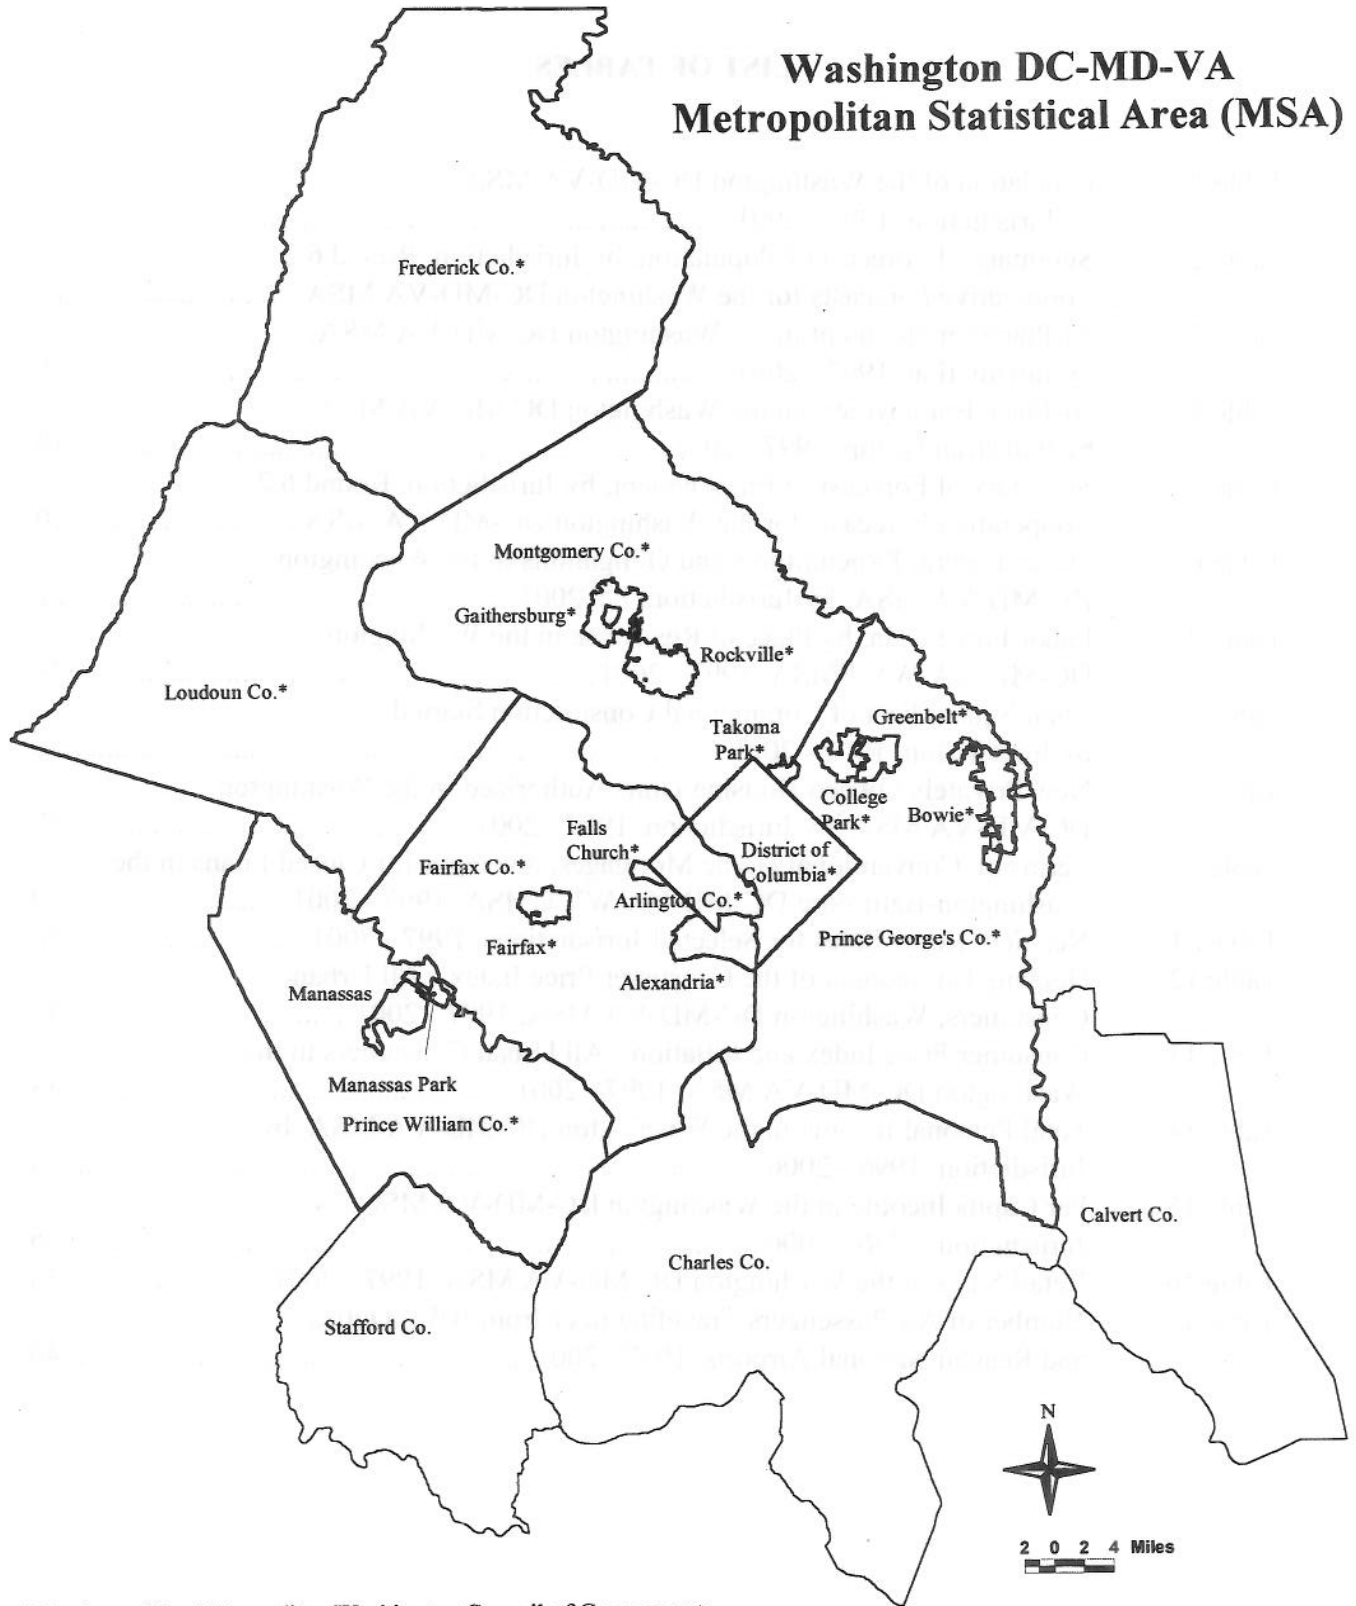 Washington DC-MD-VA
Metropolitan Statistical Area (MSA)
Frederick Co.*
Montgomery Co.*
Gaithersburg*
Rockville*
Loudoun Co.*
Greenbelt*
Takoma
Park*
College
Park*
Bowie*
Falls
Church*
District of
Columbia*
Fairfax Co.*
Arlington Co.*
Fairfax*
Prince George's Co.*
Alexandria*
Manassas
Manassas Park
Prince William Co.*
Calvert Co.
Charles Co.
Stafford Co.
N
2 0 2 4 Miles